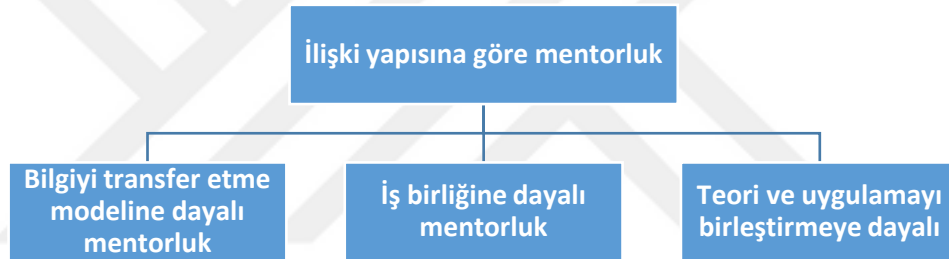 İlişki yapısına göre mentorluk
Bilgiyi transfer etme
modeline dayalı
mentorluk
İş birliğine dayalı
mentorluk
Teori ve uygulamayı
birleştirmeye dayalı